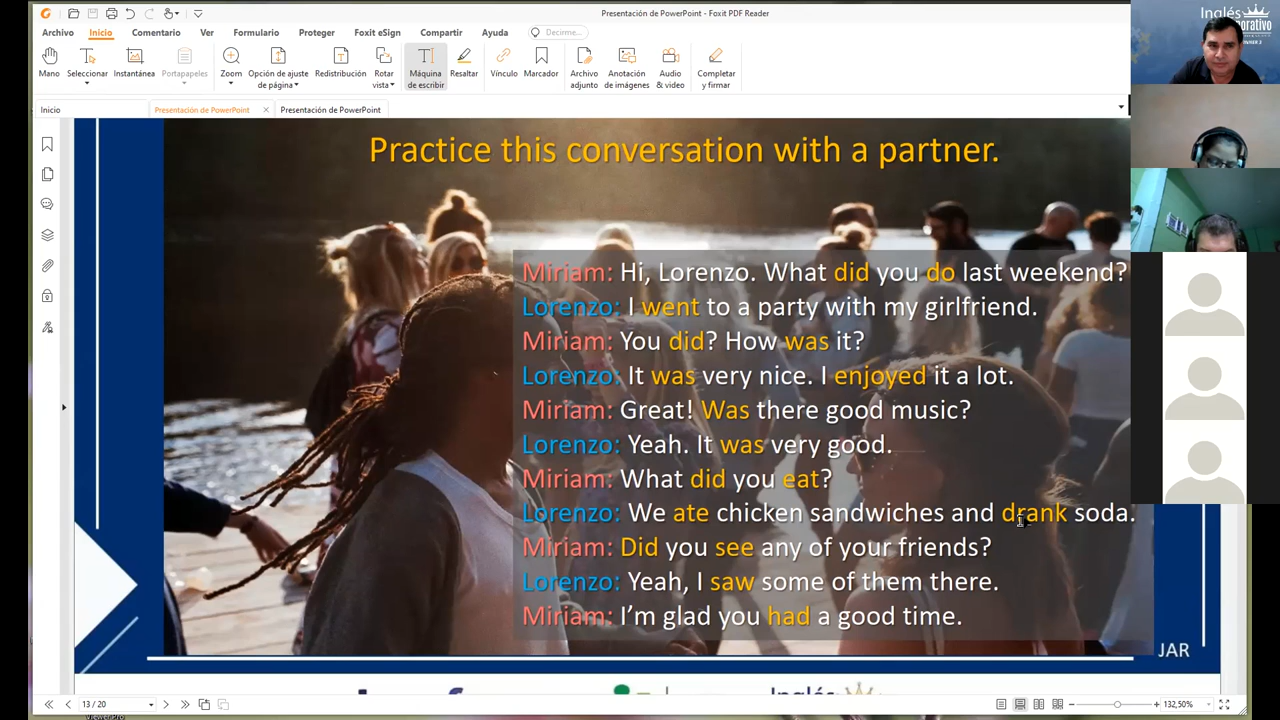 Presentación de PowerPoint - Foxit PDF Reader
Archivo Inicio Comentario Ver Formulario Proteger Foxit eSign Compartir Ayuda Decirme...
Mano Seleccionar Instantánea Portapapeles Zoom Opción de ajuste de página Redistribución Rotar vista Máquina de escribir Resaltar Vínculo Marcador Archivo adjunto Anotación de imágenes Audio & video Completar y firmar
Inicio Presentación de PowerPoint Presentación de PowerPoint
Inglés
Practice this conversation with a partner.
Miriam: Hi, Lorenzo. What did you do last weekend?
Lorenzo: I went to a party with my girlfriend.
Miriam: You did? How was it?
Lorenzo: It was very nice. I enjoyed it a lot.
Miriam: Great! Was there good music?
Lorenzo: Yeah. It was very good.
Miriam: What did you eat?
Lorenzo: We ate chicken sandwiches and drank soda.
Miriam: Did you see any of your friends?
Lorenzo: Yeah, I saw some of them there.
Miriam: I’m glad you had a good time.
JAR
Inglés
13 / 20
132,50%